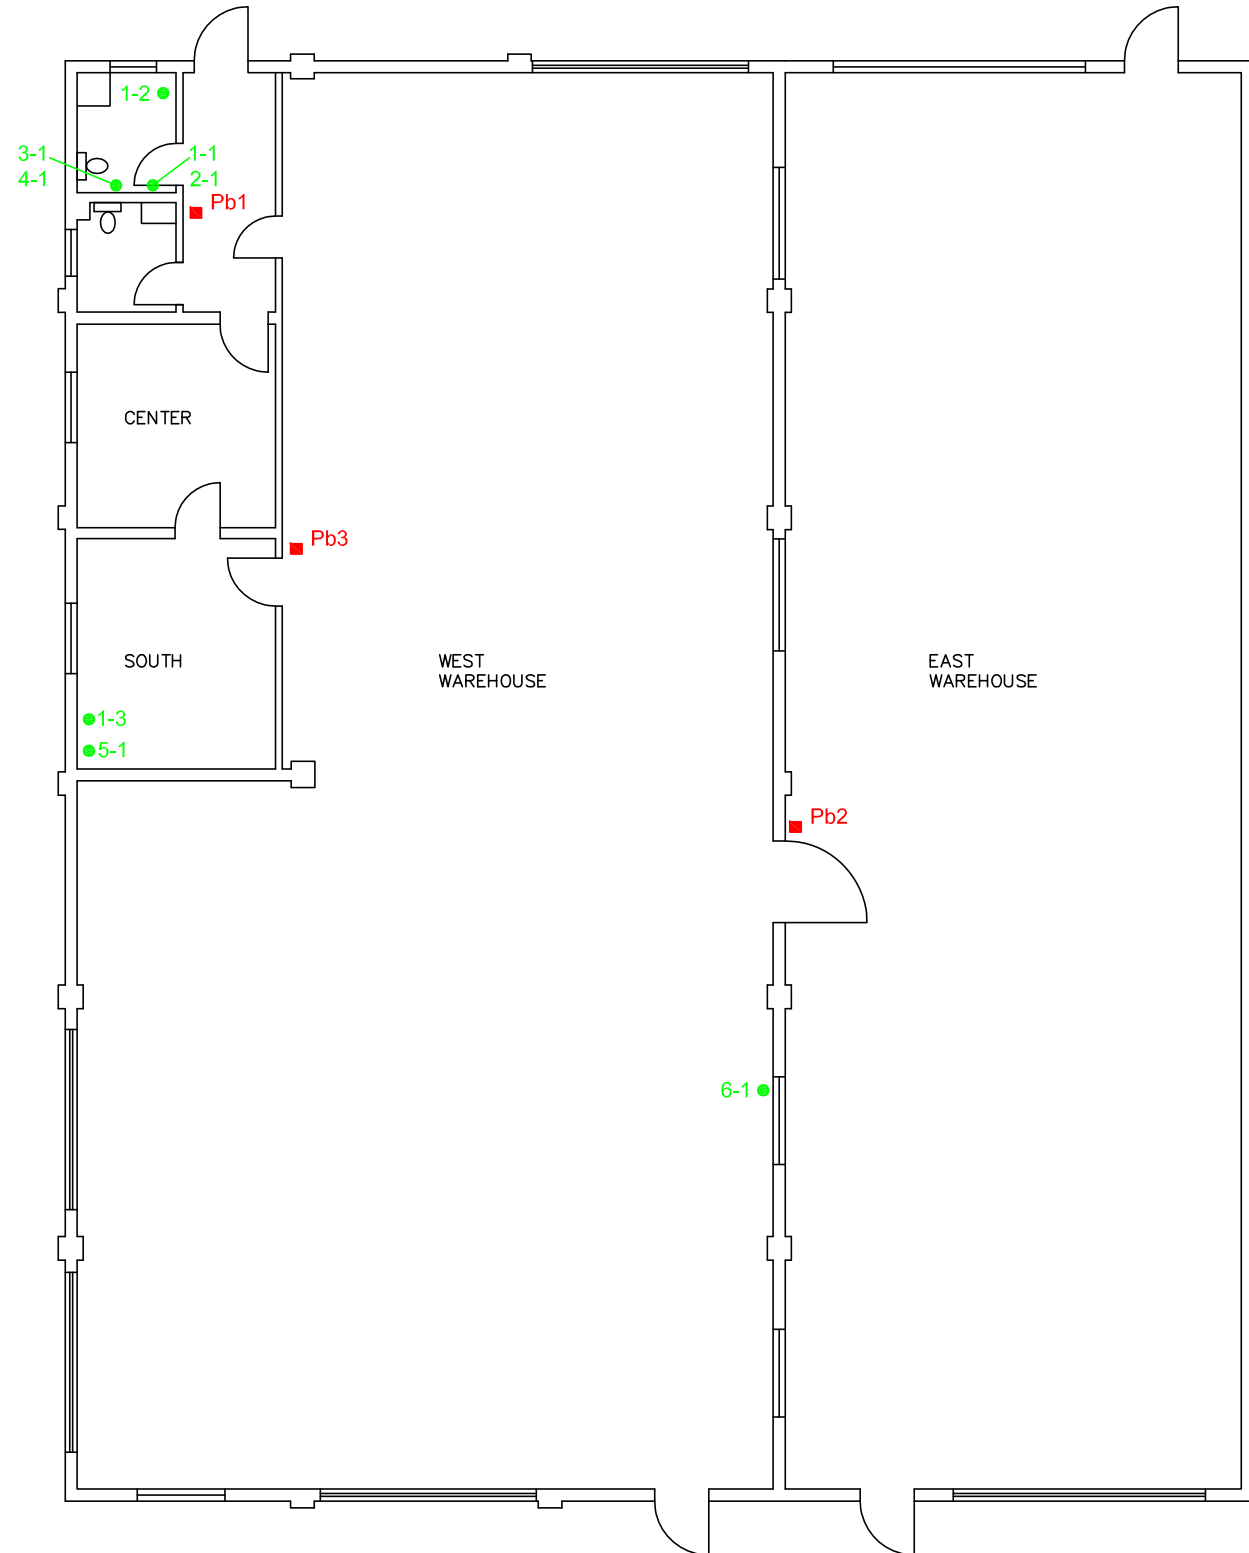 1-2
3-1
4-1
1-1
2-1
Pb1
CENTER
Pb3
SOUTH
WEST
WAREHOUSE
EAST
WAREHOUSE
1-3
5-1
Pb2
6-1